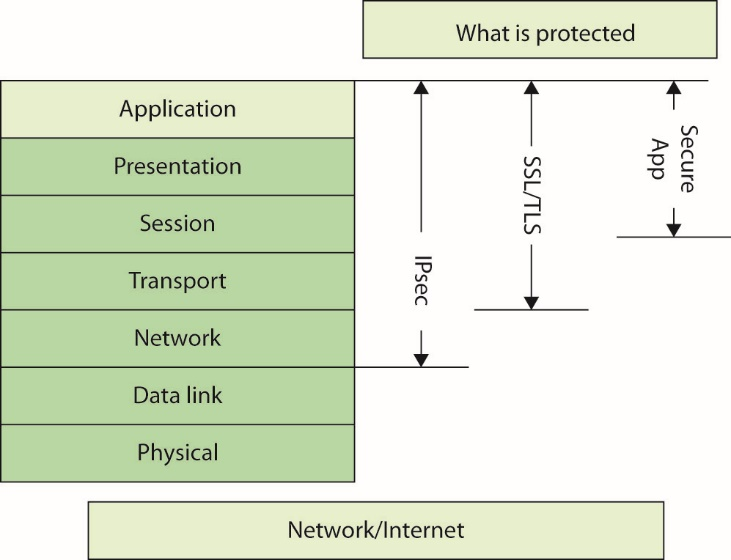 What is protected
Application
Presentation
Session
Transport
Network
Data link
Physical
IPsec
SSL/TLS
Secure
App
Network/Internet